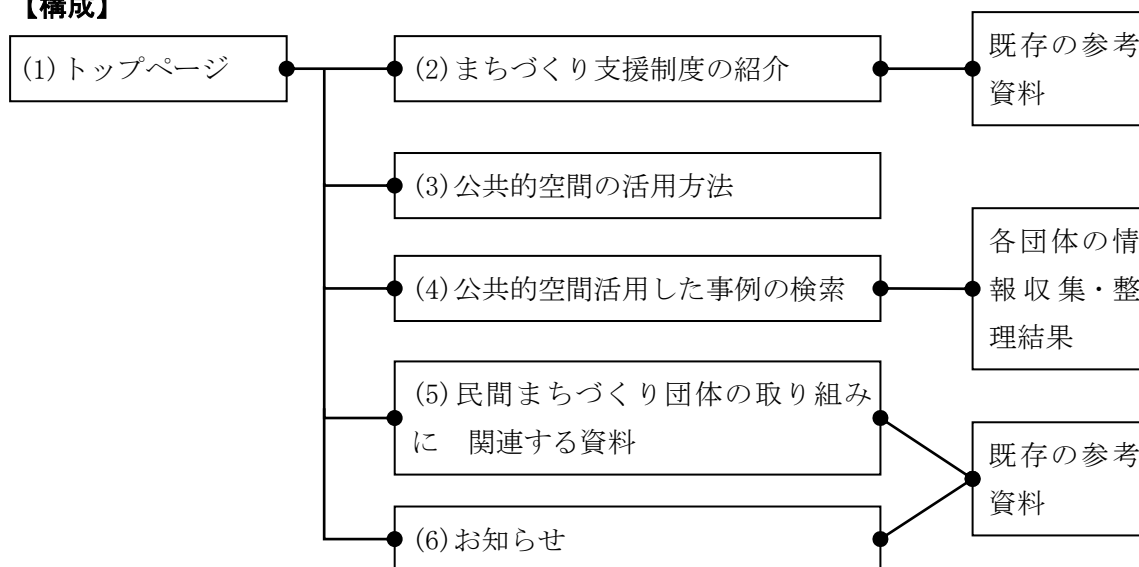 【構成】
(1)トップページ
(2)まちづくり支援制度の紹介
既存の参考
資料
(3)公共的空間の活用方法
(4)公共的空間活用した事例の検索
各団体の情
報収集・整
理結果
(5)民間まちづくり団体の取り組み
に　関連する資料
既存の参考
資料
(6)お知らせ